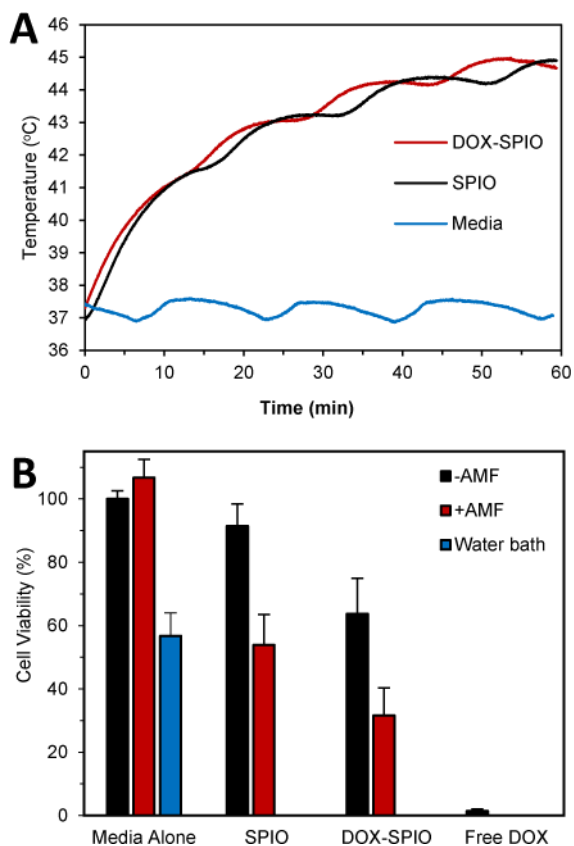 A
46
45
44
43
42
41
40
39
38
37
36
Temperature (°C)
DOX-SPIO
SPIO
Media
0 10 20 30 40 50 60
Time (min)
B
100
80
60
40
20
0
Cell Viability (%)
-AMF
+AMF
Water bath
Media Alone SPIO DOX-SPIO Free DOX